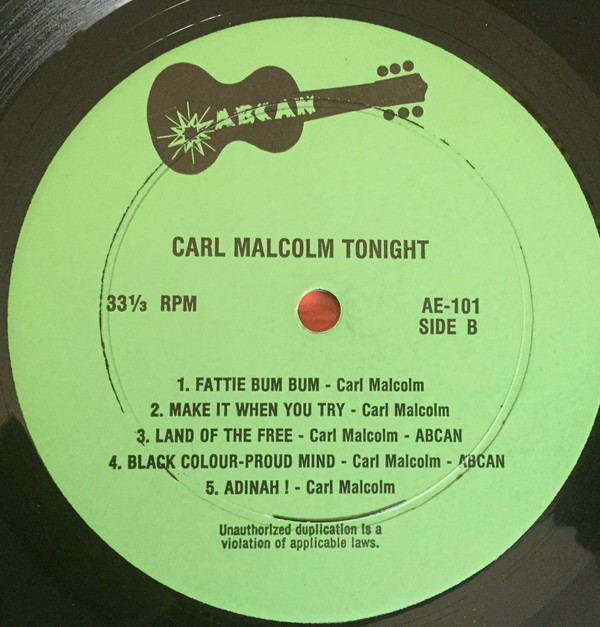 ABCAN
CARL MALCOLM TONIGHT
33⅓ RPM
AE-101
SIDE B
1. FATTIE BUM BUM - Carl Malcolm
2. MAKE IT WHEN YOU TRY - Carl Malcolm
3. LAND OF THE FREE - Carl Malcolm - ABCAN
4. BLACK COLOUR-PROUD MIND - Carl Malcolm - ABCAN
5. ADINAH ! - Carl Malcolm
Unauthorized duplication is a
violation of applicable laws.